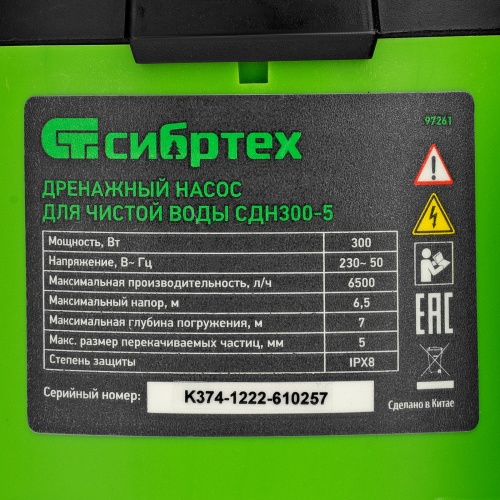 97261
сибртех
ДРЕНАЖНЫЙ НАСОС
ДЛЯ ЧИСТОЙ ВОДЫ СДН300-5
Мощность, Вт 300
Напряжение, В~ Гц 230~ 50
Максимальная производительность, л/ч 6500
Максимальный напор, м 6,5
Максимальная глубина погружения, м 7
Макс. размер перекачиваемых частиц, мм 5
Степень защиты IPX8
EAC
Серийный номер: K374-1222-610257
Сделано в Китае